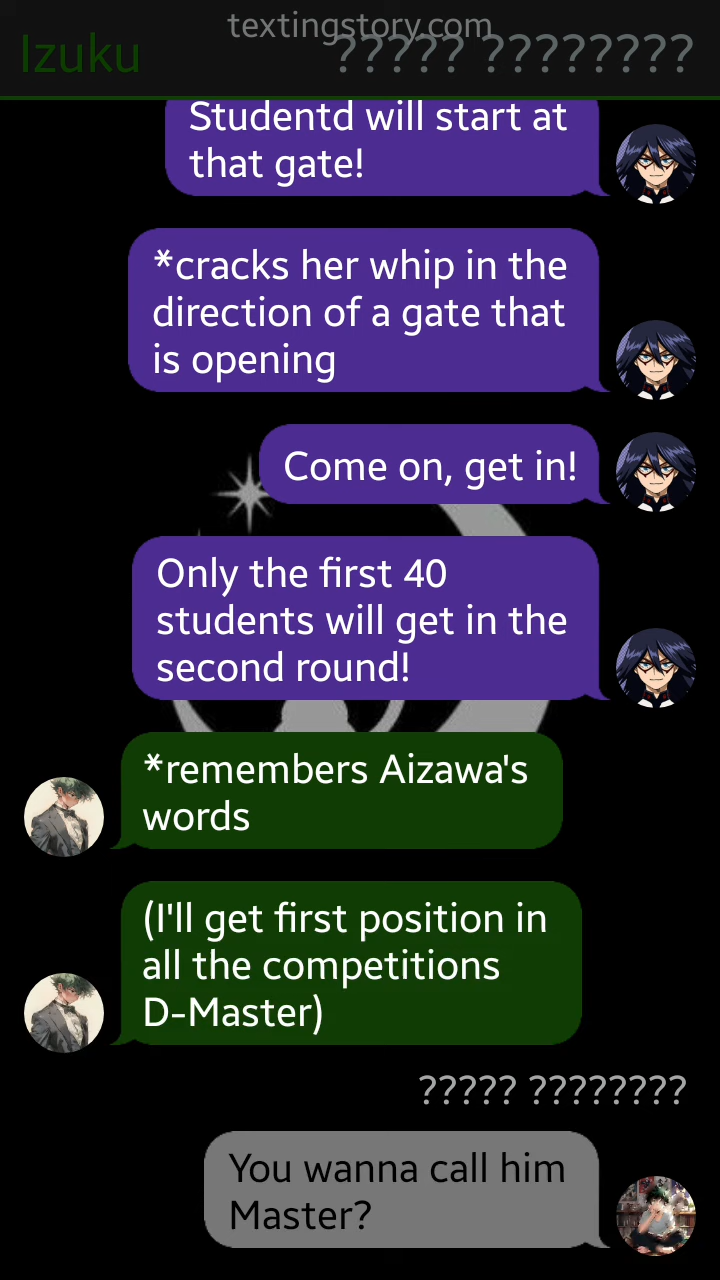 textingstory.com
Izuku
????? ????????
Studentd will start at
that gate!
*cracks her whip in the
direction of a gate that
is opening
Come on, get in!
Only the first 40
students will get in the
second round!
*remembers Aizawa's
words
(I'll get first position in
all the competitions
D-Master)
????? ????????
You wanna call him
Master?